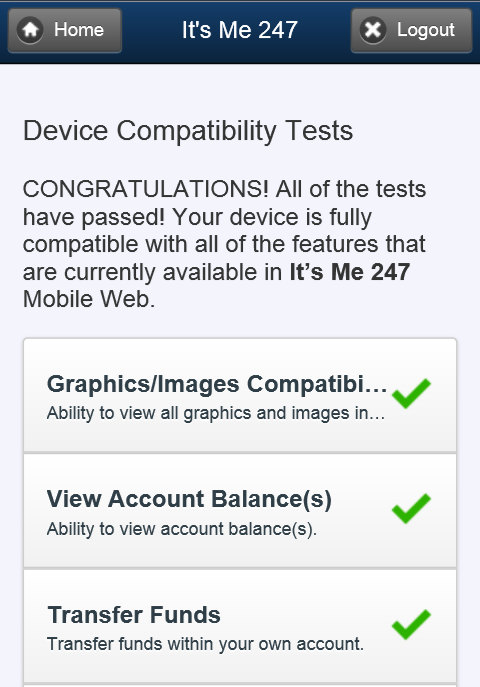 Home
It's Me 247
Logout
Device Compatibility Tests
CONGRATULATIONS! All of the tests
have passed! Your device is fully
compatible with all of the features that
are currently available in It’s Me 247
Mobile Web.
Graphics/Images Compatibi...
Ability to view all graphics and images in...
View Account Balance(s)
Ability to view account balance(s).
Transfer Funds
Transfer funds within your own account.